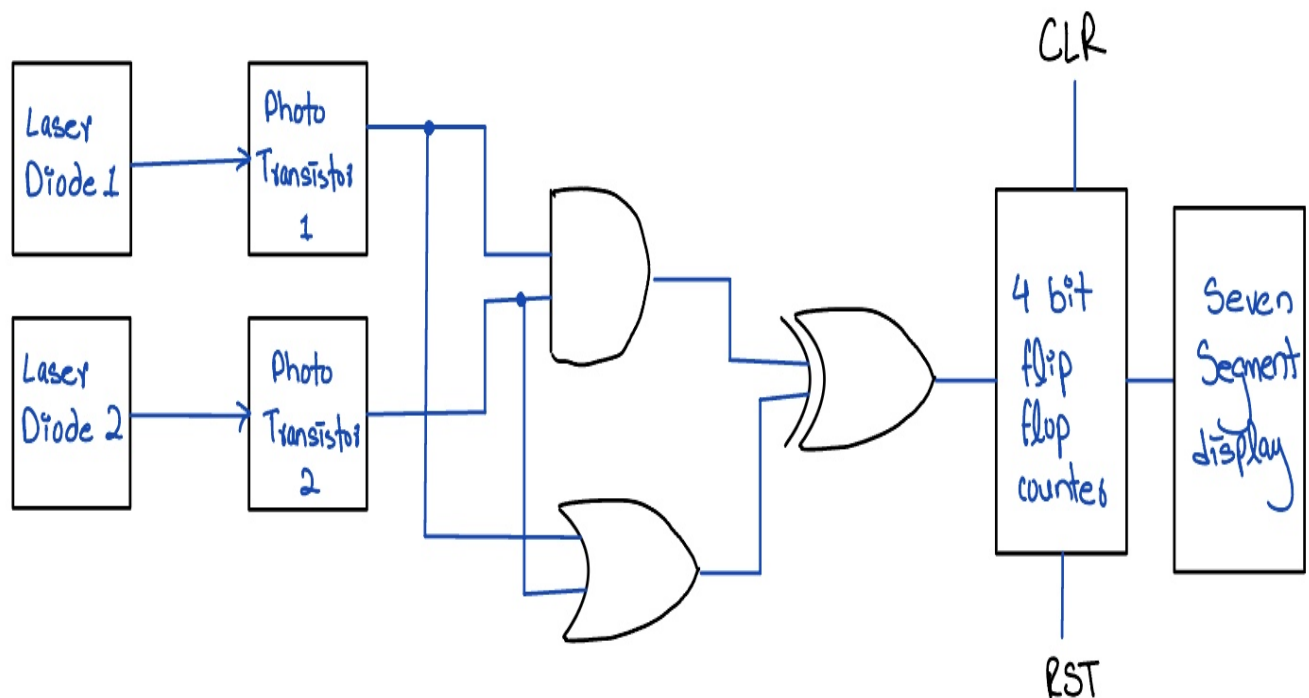 CLR
Laser
Diode 1
Photo
Transistor
1
Laser
Diode 2
Photo
Transistor
2
4 bit
flip
flop
counter
Seven
Segment
display
RST